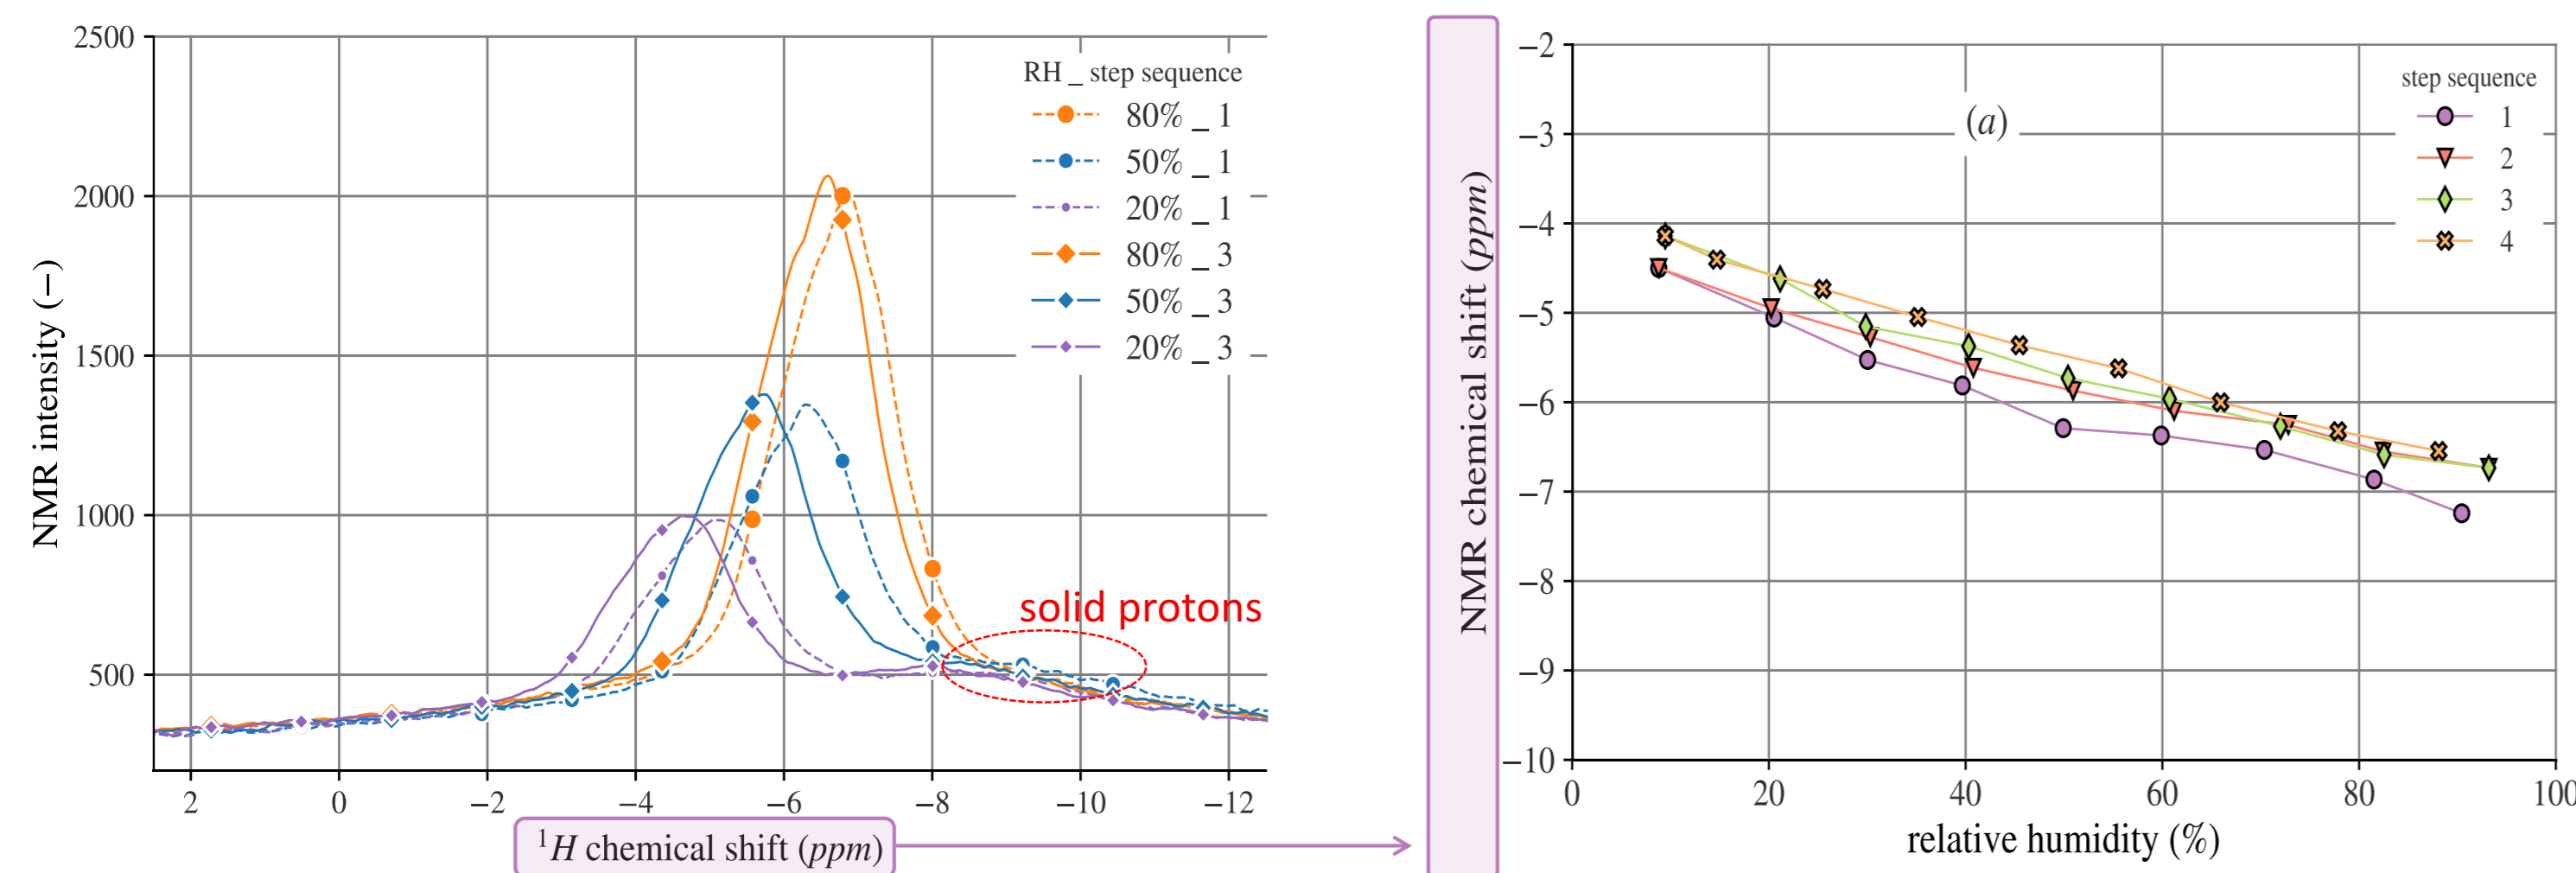 2500
2000
1500
1000
500
NMR intensity (−)
RH _ step sequence
80% _ 1
50% _ 1
20% _ 1
80% _ 3
50% _ 3
20% _ 3
solid protons
2 0 −2 −4 −6 −8 −10 −12
¹H chemical shift (ppm)
NMR chemical shift (ppm)
−2
−3
−4
−5
−6
−7
−8
−9
−10
(a)
step sequence
1
2
3
4
0 20 40 60 80 100
relative humidity (%)